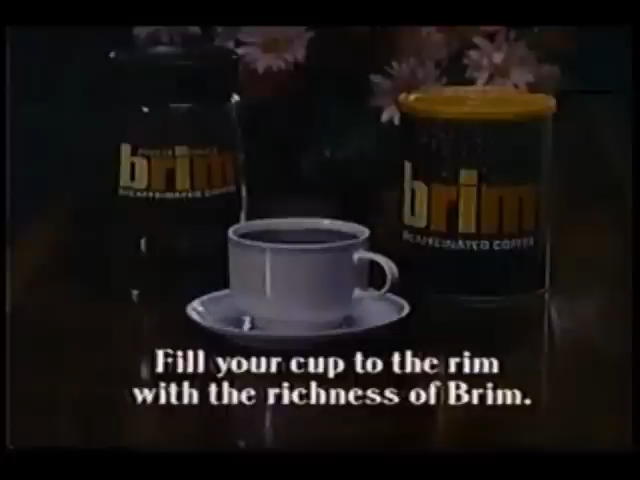 brim
DECAFFEINATED COFFEE
brim
DECAFFEINATED COFFEE
Fill your cup to the rim
with the richness of Brim.